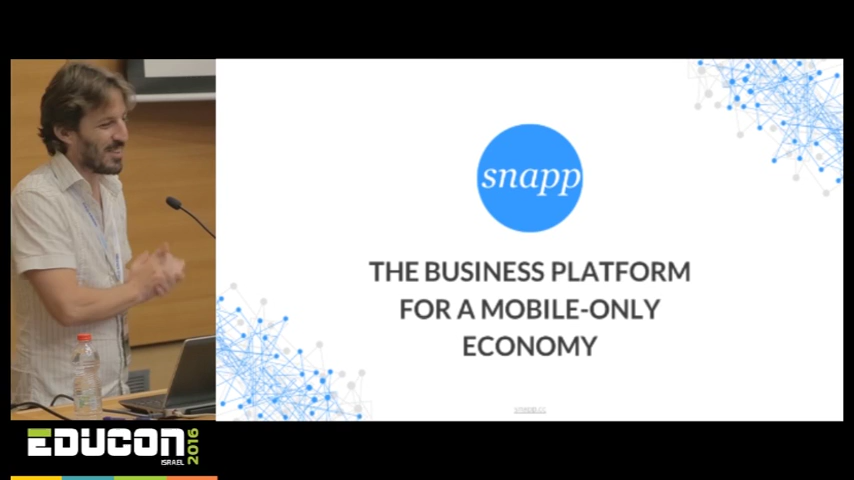 snapp
THE BUSINESS PLATFORM
FOR A MOBILE-ONLY
ECONOMY
EDUCON
ISRAEL
2016